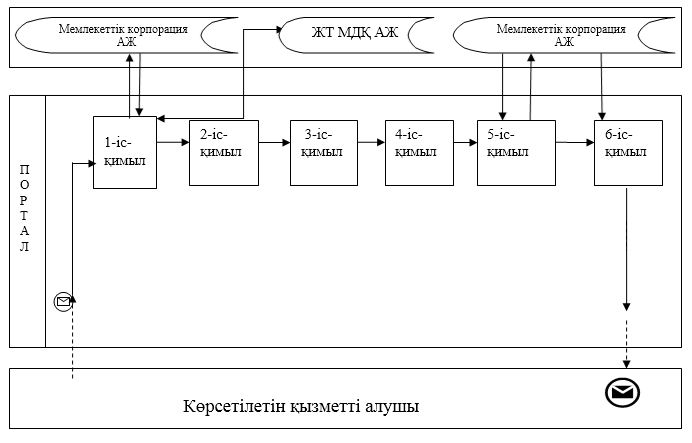 Мемлекеттік корпорация
АЖ
ЖТ МДҚ АЖ
Мемлекеттік корпорация
АЖ
П
О
Р
Т
А
Л
1-іс-
қимыл
2-іс-
қимыл
3-іс-
қимыл
4-іс-
қимыл
5-іс-
қимыл
6-іс-
қимыл
Көрсетілетін қызметті алушы